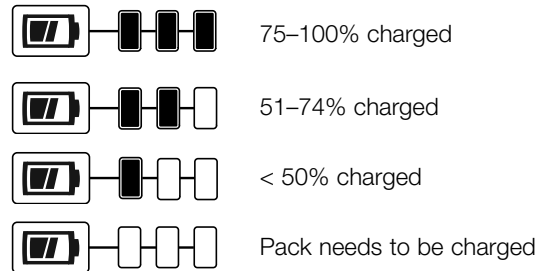 75–100% charged
51–74% charged
< 50% charged
Pack needs to be charged